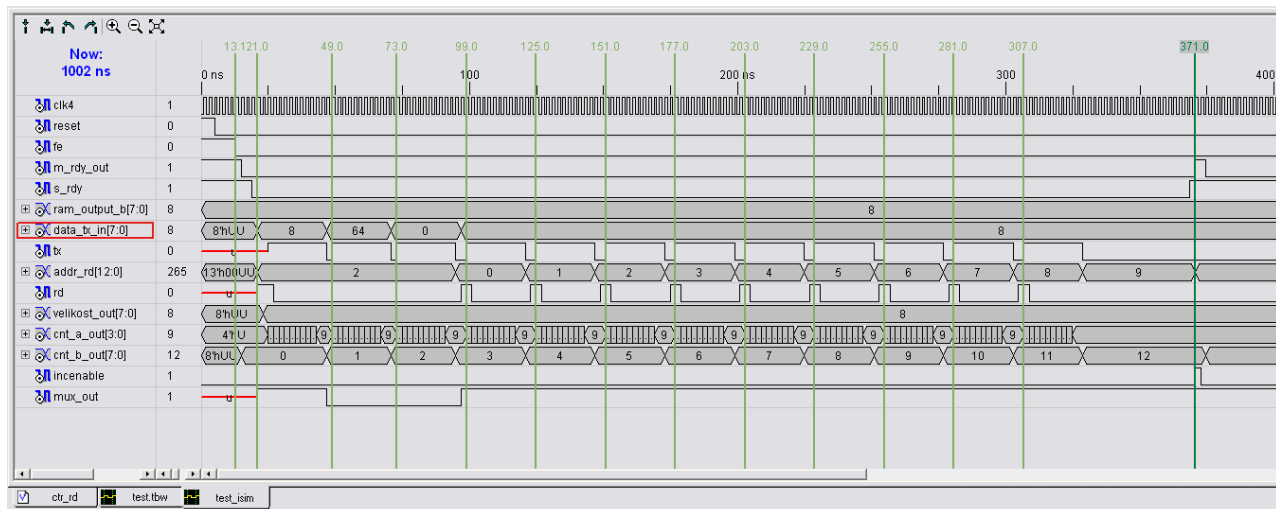 Now:
1002 ns
13.121.0 49.0 73.0 99.0 125.0 151.0 177.0 203.0 229.0 255.0 281.0 307.0 371.0
0 ns 100 200 ns 300 400
clk4 1
reset 0
fe 0
m_rdy_out 1
s_rdy 1
ram_output_b[7:0] 8 8
data_tx_in[7:0] 8 8'hUU 8 64 0 8
tx 0 U
addr_rd[12:0] 265 13'h00UU 2 0 1 2 3 4 5 6 7 8 9
rd 0 U
velikost_out[7:0] 8 8'hUU 8
cnt_a_out[3:0] 9 4'hU 9 9 9 9 9 9 9 9 9 9 9
cnt_b_out[7:0] 12 8'hUU 0 1 2 3 4 5 6 7 8 9 10 11 12
incenable 1
mux_out 1 U
ctr_rd test.tbw test_isim